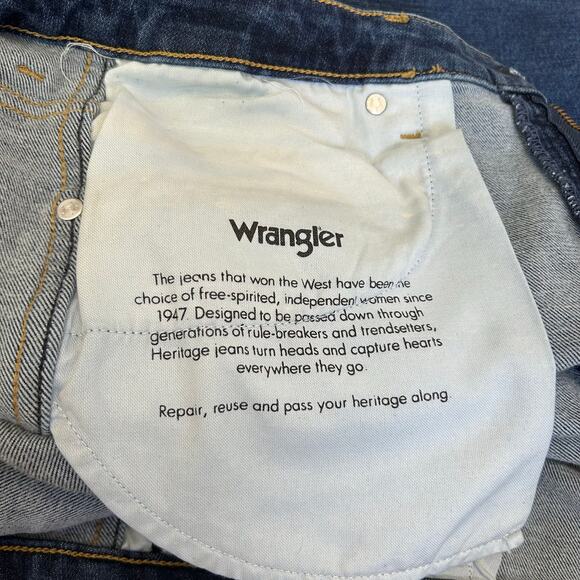 Wrangler
The jeans that won the West have been the
choice of free-spirited, independent women since
1947. Designed to be passed down through
generations of rule-breakers and trendsetters,
Heritage jeans turn heads and capture hearts
everywhere they go.
Repair, reuse and pass your heritage along.